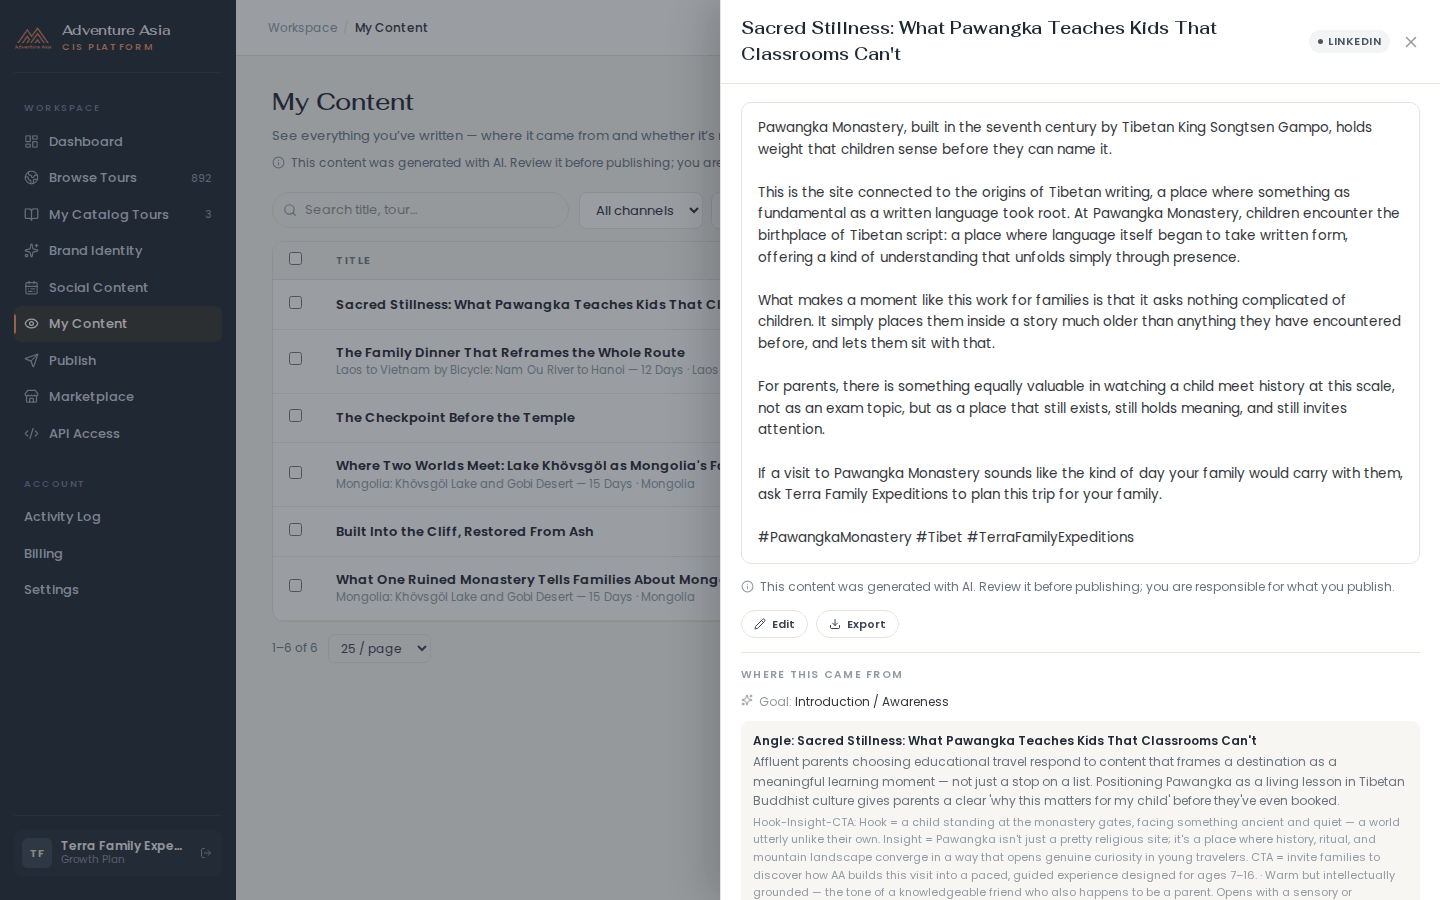 Adventure Asia
CIS PLATFORM
Adventure Asia
WORKSPACE
Dashboard
Browse Tours 892
My Catalog Tours 3
Brand Identity
Social Content
My Content
Publish
Marketplace
API Access
ACCOUNT
Activity Log
Billing
Settings
TF
Terra Family Expe...
Growth Plan
Workspace / My Content
My Content
See everything you've written — where it came from and whether it's
This content was generated with AI. Review it before publishing; you are
Search title, tour...
All channels
TITLE
Sacred Stillness: What Pawangka Teaches Kids That Cl
The Family Dinner That Reframes the Whole Route
Laos to Vietnam by Bicycle: Nam Ou River to Hanoi — 12 Days · Laos
The Checkpoint Before the Temple
Where Two Worlds Meet: Lake Khövsgöl as Mongolia's Fa
Mongolia: Khövsgöl Lake and Gobi Desert — 15 Days · Mongolia
Built Into the Cliff, Restored From Ash
What One Ruined Monastery Tells Families About Mongo
Mongolia: Khövsgöl Lake and Gobi Desert — 15 Days · Mongolia
1–6 of 6
25 / page
Sacred Stillness: What Pawangka Teaches Kids That
Classrooms Can't
LINKEDIN
Pawangka Monastery, built in the seventh century by Tibetan King Songtsen Gampo, holds
weight that children sense before they can name it.
This is the site connected to the origins of Tibetan writing, a place where something as
fundamental as a written language took root. At Pawangka Monastery, children encounter the
birthplace of Tibetan script: a place where language itself began to take written form,
offering a kind of understanding that unfolds simply through presence.
What makes a moment like this work for families is that it asks nothing complicated of
children. It simply places them inside a story much older than anything they have encountered
before, and lets them sit with that.
For parents, there is something equally valuable in watching a child meet history at this scale,
not as an exam topic, but as a place that still exists, still holds meaning, and still invites
attention.
If a visit to Pawangka Monastery sounds like the kind of day your family would carry with them,
ask Terra Family Expeditions to plan this trip for your family.
#PawangkaMonastery #Tibet #TerraFamilyExpeditions
This content was generated with AI. Review it before publishing; you are responsible for what you publish.
Edit
Export
WHERE THIS CAME FROM
Goal: Introduction / Awareness
Angle: Sacred Stillness: What Pawangka Teaches Kids That Classrooms Can't
Affluent parents choosing educational travel respond to content that frames a destination as a
meaningful learning moment — not just a stop on a list. Positioning Pawangka as a living lesson in Tibetan
Buddhist culture gives parents a clear 'why this matters for my child' before they've even booked.
Hook-Insight-CTA: Hook = a child standing at the monastery gates, facing something ancient and quiet — a world
utterly unlike their own. Insight = Pawangka isn't just a pretty religious site; it's a place where history, ritual, and
mountain landscape converge in a way that opens genuine curiosity in young travelers. CTA = invite families to
discover how AA builds this visit into a paced, guided experience designed for ages 7–16. · Warm but intellectually
grounded — the tone of a knowledgeable friend who also happens to be a parent. Opens with a sensory or